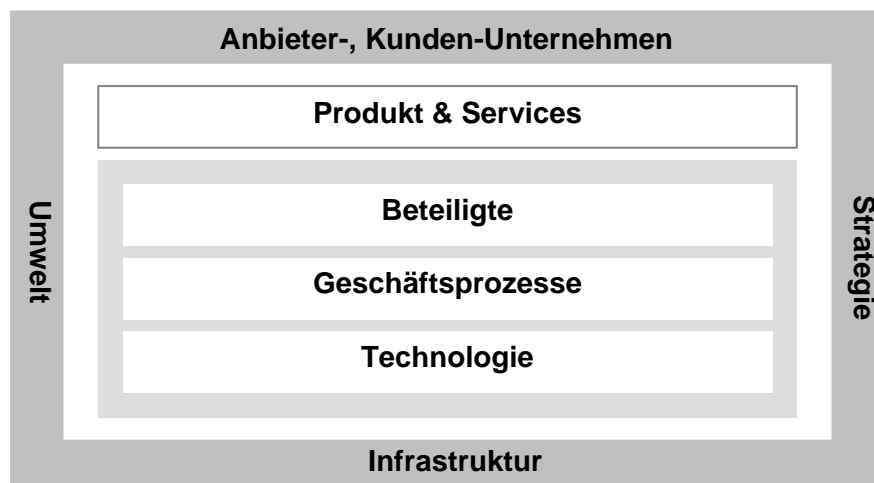 Anbieter-, Kunden-Unternehmen
Produkt & Services
Umwelt
Beteiligte
Geschäftsprozesse
Technologie
Strategie
Infrastruktur